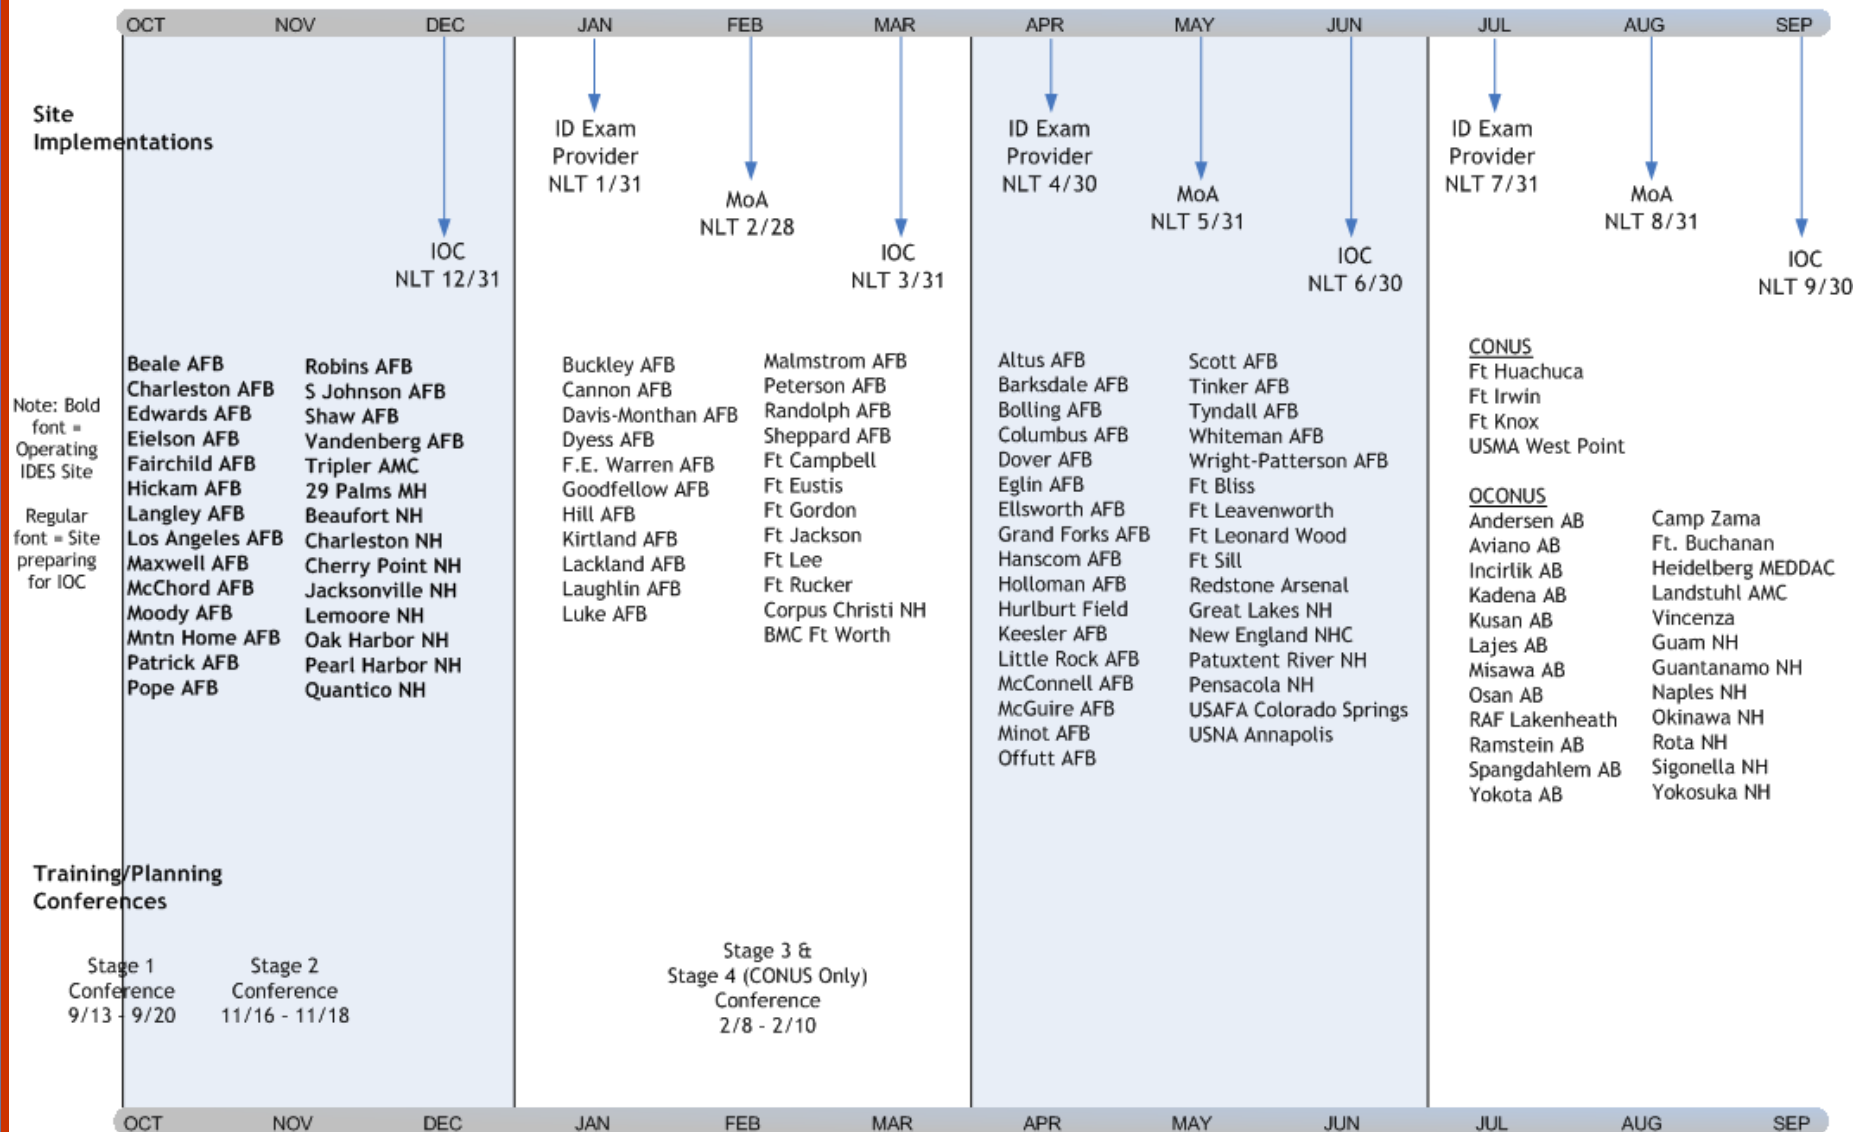 OCT NOV DEC JAN FEB MAR APR MAY JUN JUL AUG SEP
Site
Implementations
IOC
NLT 12/31
ID Exam
Provider
NLT 1/31
MoA
NLT 2/28
IOC
NLT 3/31
ID Exam
Provider
NLT 4/30
MoA
NLT 5/31
IOC
NLT 6/30
ID Exam
Provider
NLT 7/31
MoA
NLT 8/31
IOC
NLT 9/30
Note: Bold
font =
Operating
IDES Site
Regular
font = Site
preparing
for IOC
Beale AFB
Charleston AFB
Edwards AFB
Eielson AFB
Fairchild AFB
Hickam AFB
Langley AFB
Los Angeles AFB
Maxwell AFB
McChord AFB
Moody AFB
Mntn Home AFB
Patrick AFB
Pope AFB
Robins AFB
S Johnson AFB
Shaw AFB
Vandenberg AFB
Tripler AMC
29 Palms MH
Beaufort NH
Charleston NH
Cherry Point NH
Jacksonville NH
Lemoore NH
Oak Harbor NH
Pearl Harbor NH
Quantico NH
Buckley AFB
Cannon AFB
Davis-Monthan AFB
Dyess AFB
F.E. Warren AFB
Goodfellow AFB
Hill AFB
Kirtland AFB
Lackland AFB
Laughlin AFB
Luke AFB
Malmstrom AFB
Peterson AFB
Randolph AFB
Sheppard AFB
Ft Campbell
Ft Eustis
Ft Gordon
Ft Jackson
Ft Lee
Ft Rucker
Corpus Christi NH
BMC Ft Worth
Altus AFB
Barksdale AFB
Bolling AFB
Columbus AFB
Dover AFB
Eglin AFB
Ellsworth AFB
Grand Forks AFB
Hanscom AFB
Holloman AFB
Hurlburt Field
Keesler AFB
Little Rock AFB
McConnell AFB
McGuire AFB
Minot AFB
Offutt AFB
Scott AFB
Tinker AFB
Tyndall AFB
Whiteman AFB
Wright-Patterson AFB
Ft Bliss
Ft Leavenworth
Ft Leonard Wood
Ft Sill
Redstone Arsenal
Great Lakes NH
New England NHC
Patuxtent River NH
Pensacola NH
USAFA Colorado Springs
USNA Annapolis
CONUS
Ft Huachuca
Ft Irwin
Ft Knox
USMA West Point
OCONUS
Andersen AB
Aviano AB
Incirlik AB
Kadena AB
Kusan AB
Lajes AB
Misawa AB
Osan AB
RAF Lakenheath
Ramstein AB
Spangdahlem AB
Yokota AB
Camp Zama
Ft. Buchanan
Heidelberg MEDDAC
Landstuhl AMC
Vincenza
Guam NH
Guantanamo NH
Naples NH
Okinawa NH
Rota NH
Sigonella NH
Yokosuka NH
Training/Planning
Conferences
Stage 1
Conference
9/13 - 9/20
Stage 2
Conference
11/16 - 11/18
Stage 3 &
Stage 4 (CONUS Only)
Conference
2/8 - 2/10
OCT NOV DEC JAN FEB MAR APR MAY JUN JUL AUG SEP